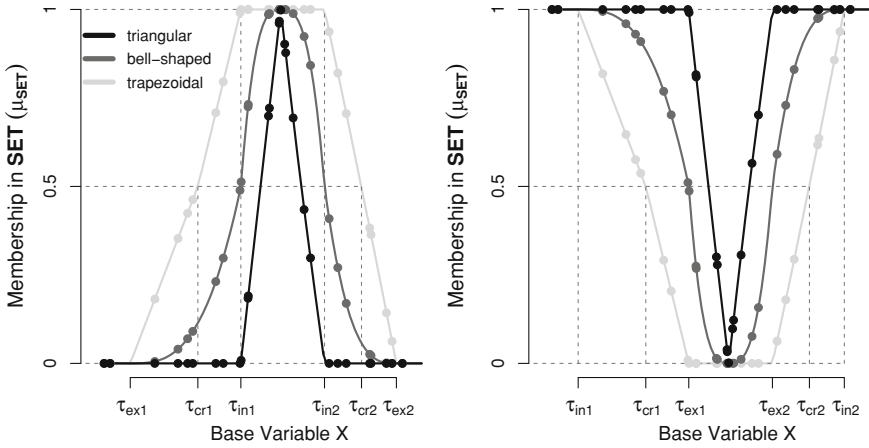 1
0.5
0
Membership in SET (μSET)
triangular
bell−shaped
trapezoidal
τex1 τcr1 τin1 τin2 τcr2 τex2
Base Variable X
1
0.5
0
Membership in SET (μSET)
τin1 τcr1 τex1 τex2 τcr2 τin2
Base Variable X